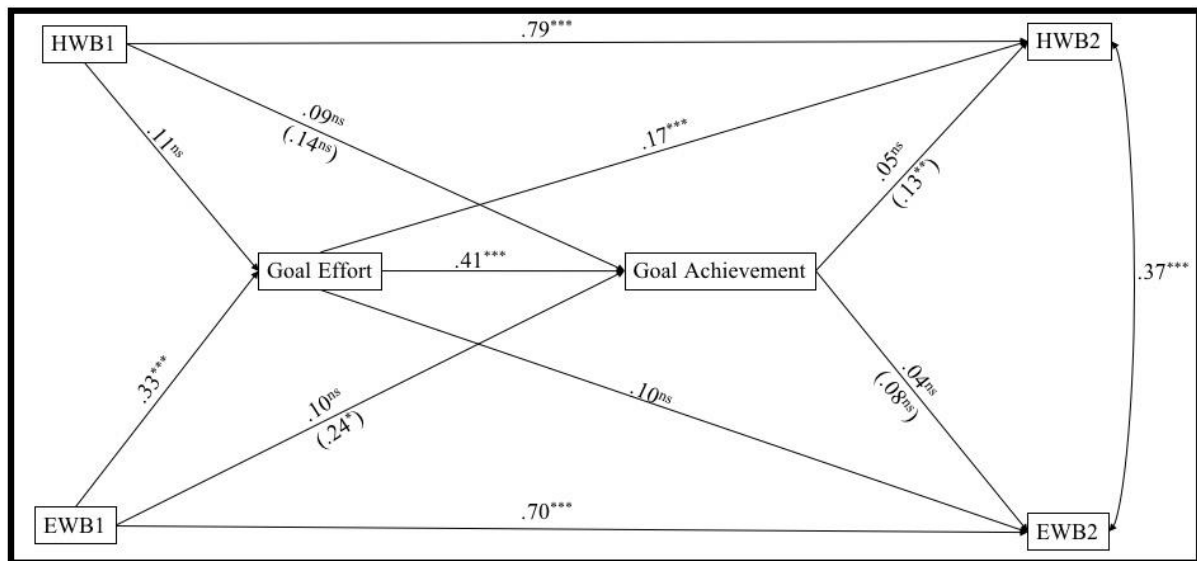 .79***
HWB1
HWB2
.09ns
(.14ns)
.11ns
.17***
.05ns
(.13**)
Goal Effort
.41***
Goal Achievement
.37***
.33***
.10ns
(.24*)
.10ns
.04ns
(.08ns)
EWB1
.70***
EWB2